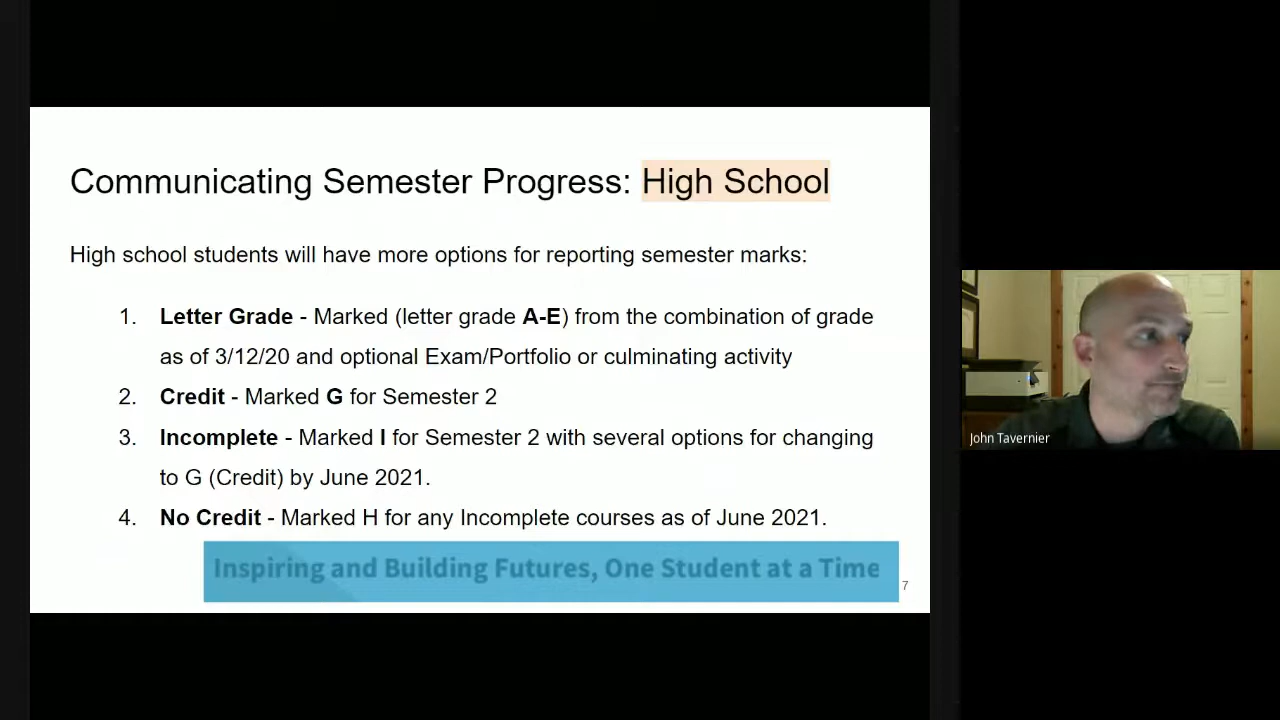 Communicating Semester Progress: High School
High school students will have more options for reporting semester marks:
1. Letter Grade - Marked (letter grade A-E) from the combination of grade
as of 3/12/20 and optional Exam/Portfolio or culminating activity
2. Credit - Marked G for Semester 2
3. Incomplete - Marked I for Semester 2 with several options for changing
to G (Credit) by June 2021.
4. No Credit - Marked H for any Incomplete courses as of June 2021.
Inspiring and Building Futures, One Student at a Time
7
John Tavernier